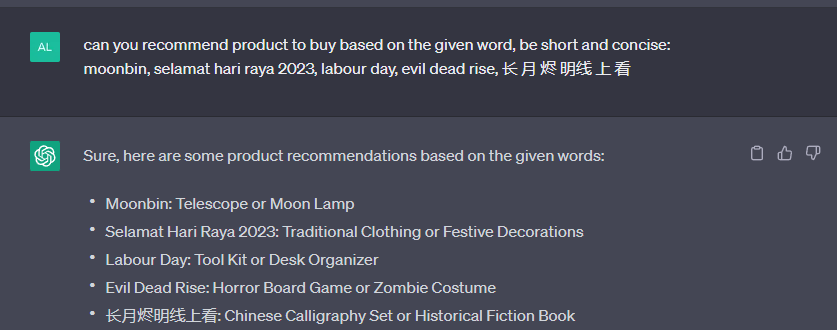 AL
can you recommend product to buy based on the given word, be short and concise:
moonbin, selamat hari raya 2023, labour day, evil dead rise, 长月烬明线上看
Sure, here are some product recommendations based on the given words:
• Moonbin: Telescope or Moon Lamp
• Selamat Hari Raya 2023: Traditional Clothing or Festive Decorations
• Labour Day: Tool Kit or Desk Organizer
• Evil Dead Rise: Horror Board Game or Zombie Costume
• 长月烬明线上看: Chinese Calligraphy Set or Historical Fiction Book